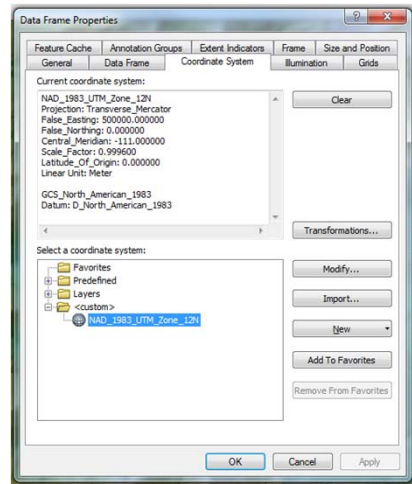 Data Frame Properties
Feature Cache Annotation Groups Extent Indicators Frame Size and Position
General Data Frame Coordinate System Illumination Grids
Current coordinate system:
NAD_1983_UTM_Zone_12N
Projection: Transverse_Mercator
False_Easting: 500000.000000
False_Northing: 0.000000
Central_Meridian: -111.000000
Scale_Factor: 0.999600
Latitude_Of_Origin: 0.000000
Linear Unit: Meter
GCS_North_American_1983
Datum: D_North_American_1983
Clear
Transformations...
Select a coordinate system:
Favorites
Predefined
Layers
<custom>
NAD_1983_UTM_Zone_12N
Modify...
Import...
New
Add To Favorites
Remove From Favorites
OK Cancel Apply